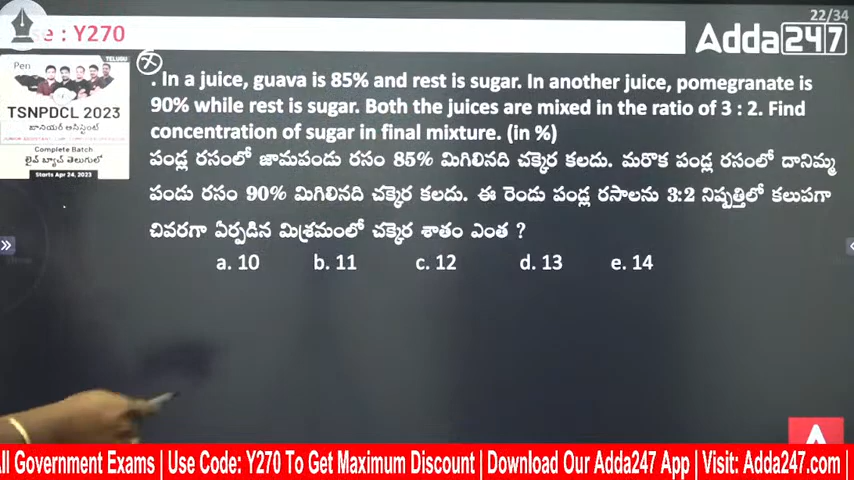 se : Y270
22/34
Adda247
Pen
TELUGU
TSNPDCL 2023
జూనియర్ అసిస్టెంట్
Complete Batch
లైవ్ బ్యాచ్ తెలుగులో
Starts Apr 24, 2023
. In a juice, guava is 85% and rest is sugar. In another juice, pomegranate is
90% while rest is sugar. Both the juices are mixed in the ratio of 3 : 2. Find
concentration of sugar in final mixture. (in %)
పండ్ల రసంలో జామపండు రసం 85% మిగిలినది చక్కెర కలదు. మరొక పండ్ల రసంలో దానిమ్మ
పండు రసం 90% మిగిలినది చక్కెర కలదు. ఈ రెండు పండ్ల రసాలను 3:2 నిష్పత్తిలో కలుపగా
చివరగా ఏర్పడిన మిశ్రమంలో చక్కెర శాతం ఎంత ?
a. 10 b. 11 c. 12 d. 13 e. 14
ll Government Exams | Use Code: Y270 To Get Maximum Discount | Download Our Adda247 App | Visit: Adda247.com |